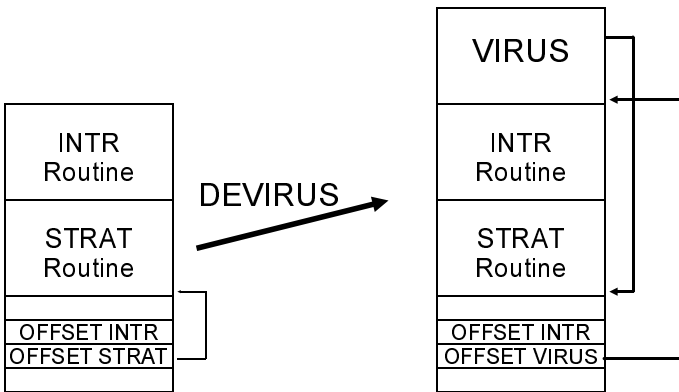 INTR
Routine
STRAT
Routine
OFFSET INTR
OFFSET STRAT
DEVIRUS
VIRUS
INTR
Routine
STRAT
Routine
OFFSET INTR
OFFSET VIRUS